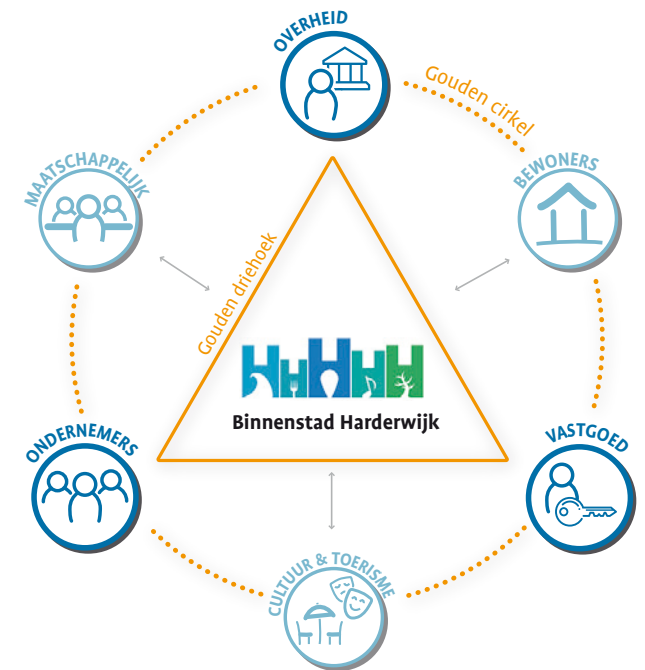 OVERHEID
Gouden cirkel
MAATSCHAPPELIJK
BEWONERS
Gouden driehoek
Binnenstad Harderwijk
ONDERNEMERS
VASTGOED
CULTUUR & TOERISME